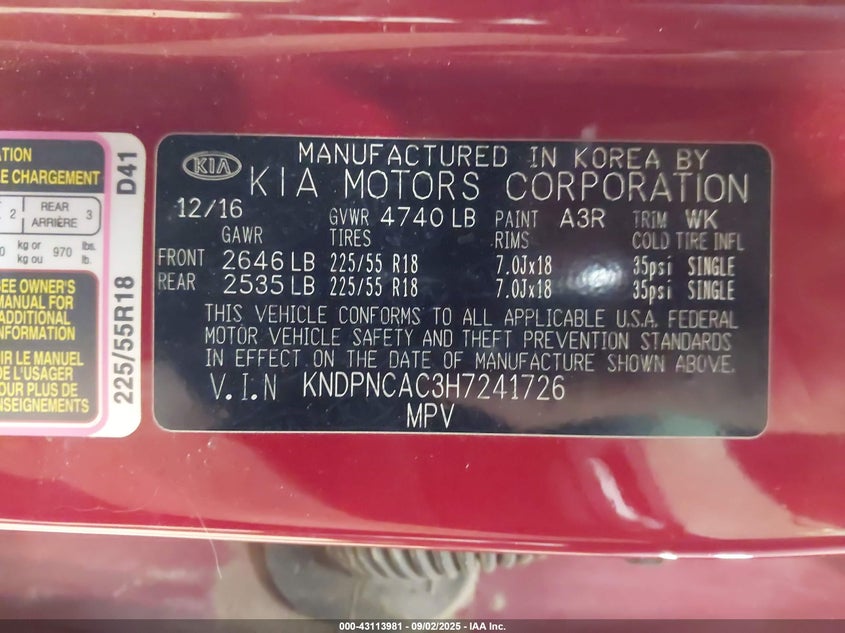 ATION
E CHARGEMENT
2 REAR ARRIÈRE 3
0 kg or kg ou 970 lbs. lb.
SEE OWNER'S
MANUAL FOR
ADDITIONAL
INFORMATION
IR LE MANUEL
DE L'USAGER
POUR PLUS DE
ENSEIGNEMENTS
225/55R18 D41
KIA
MANUFACTURED IN KOREA BY
KIA MOTORS CORPORATION
12/16 GVWR 4740 LB PAINT A3R TRIM WK
GAWR TIRES RIMS COLD TIRE INFL
FRONT 2646 LB 225/55 R18 7.0Jx18 35psi SINGLE
REAR 2535 LB 225/55 R18 7.0Jx18 35psi SINGLE
THIS VEHICLE CONFORMS TO ALL APPLICABLE U.S.A. FEDERAL
MOTOR VEHICLE SAFETY AND THEFT PREVENTION STANDARDS
IN EFFECT ON THE DATE OF MANUFACTURE SHOWN ABOVE.
V.I.N KNDPNCAC3H7241726
MPV
000-43113981 - 09/02/2025 - IAA Inc.